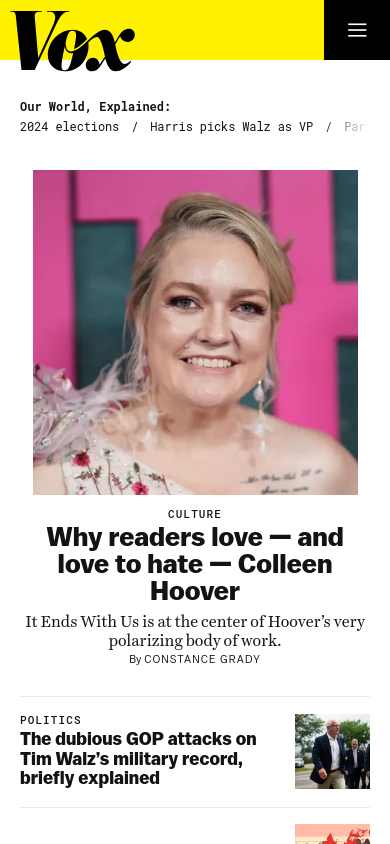 Vox
Our World, Explained:
2024 elections / Harris picks Walz as VP /
CULTURE
Why readers love — and
love to hate — Colleen
Hoover
It Ends With Us is at the center of Hoover’s very
polarizing body of work.
By CONSTANCE GRADY
POLITICS
The dubious GOP attacks on
Tim Walz’s military record,
briefly explained